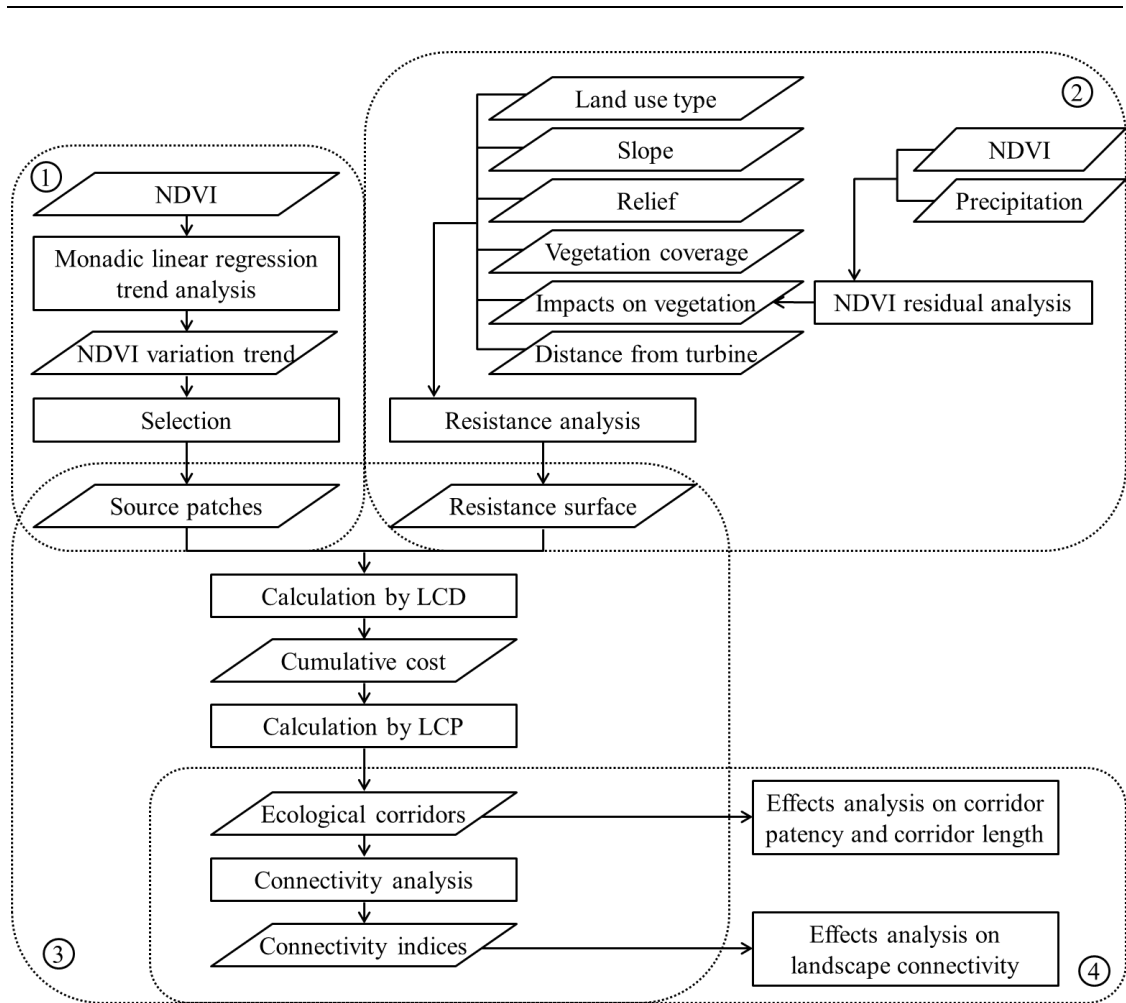 ①
NDVI
Monadic linear regression
trend analysis
NDVI variation trend
Selection
Source patches
②
Land use type
Slope
Relief
Vegetation coverage
Impacts on vegetation
Distance from turbine
NDVI
Precipitation
NDVI residual analysis
Resistance analysis
Resistance surface
③
Calculation by LCD
Cumulative cost
Calculation by LCP
Ecological corridors
Connectivity analysis
Connectivity indices
④
Effects analysis on corridor
patency and corridor length
Effects analysis on
landscape connectivity